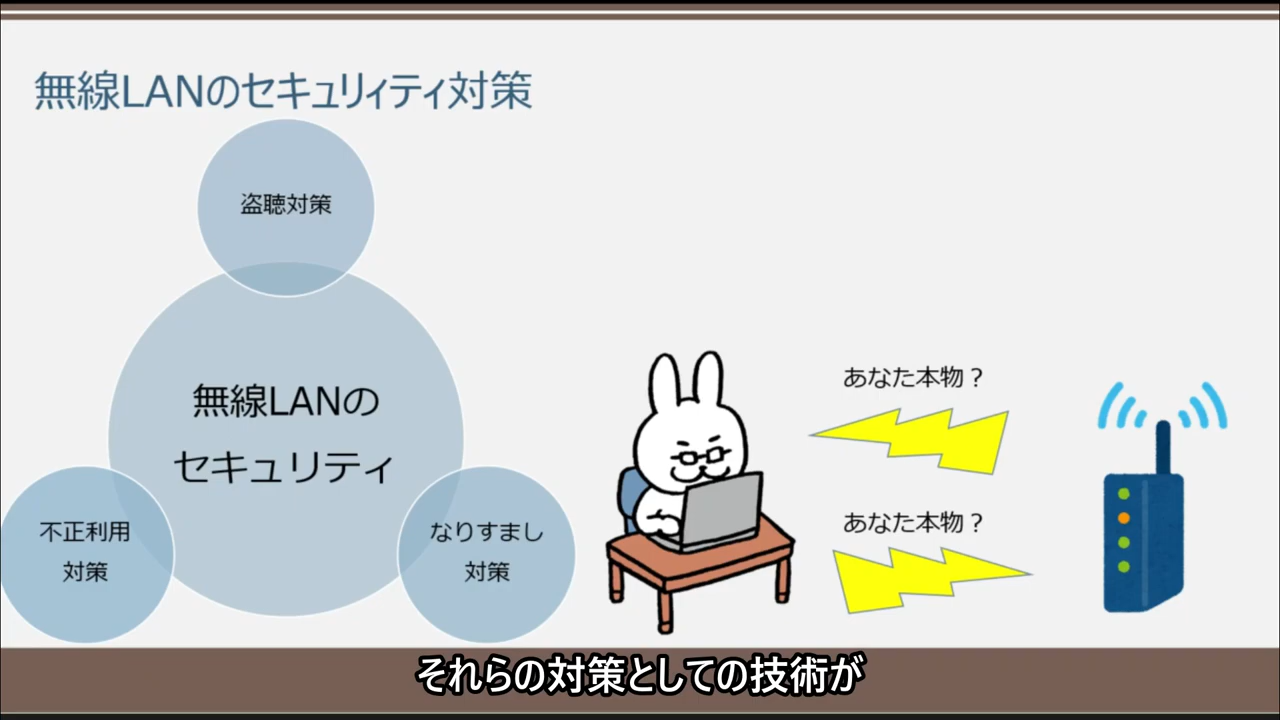 無線LANのセキュリィティ対策
盗聴対策
無線LANの
セキュリティ
不正利用
対策
なりすまし
対策
あなた本物？
あなた本物？
それらの対策としての技術が